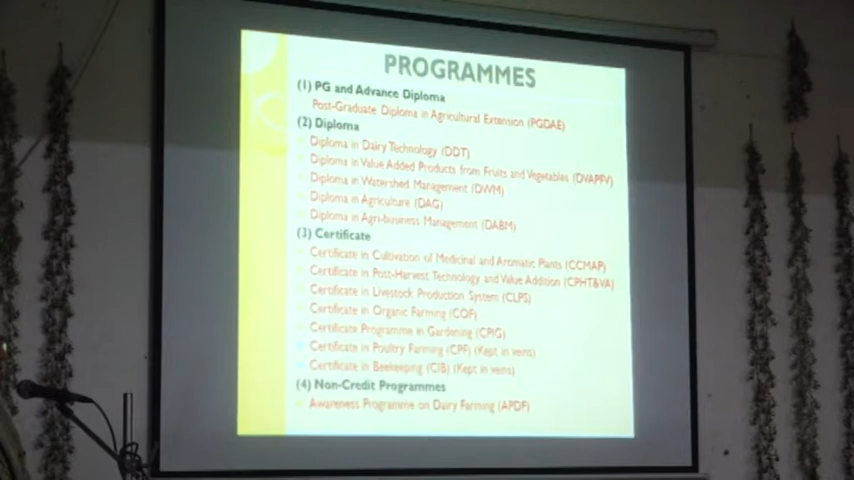 PROGRAMMES
(1) PG and Advance Diploma
Post-Graduate Diploma in Agricultural Extension (PGDAE)
(2) Diploma
Diploma in Dairy Technology (DDT)
Diploma in Value Added Products from Fruits and Vegetables (DVAPFV)
Diploma in Watershed Management (DWM)
Diploma in Agriculture (DAG)
Diploma in Agri-business Management (DABM)
(3) Certificate
Certificate in Cultivation of Medicinal and Aromatic Plants (CCMAP)
Certificate in Post-Harvest Technology and Value Addition (CPHT&VA)
Certificate in Livestock Production System (CLPS)
Certificate in Organic Farming (COF)
Certificate Programme in Gardening (CPIG)
Certificate in Poultry Farming (CPF) (Kept in veins)
Certificate in Beekeeping (CIB) (Kept in veins)
(4) Non-Credit Programmes
Awareness Programme on Dairy Farming (APDF)